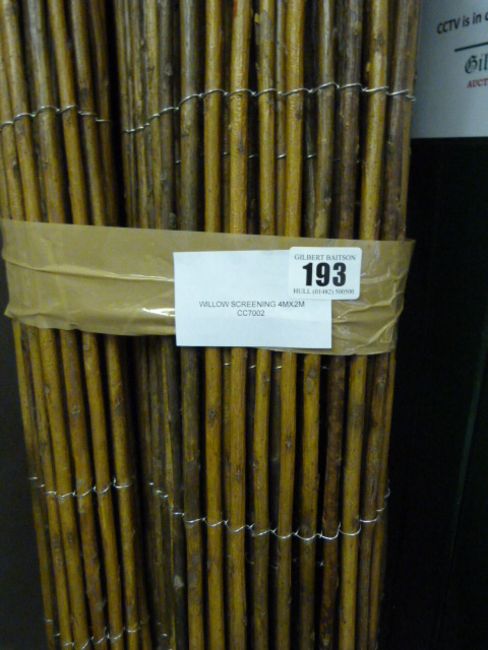 CCTV is in
Gil
AUCT
GILBERT BAITSON
193
HULL (01482) 500500
WILLOW SCREENING 4MX2M
CC7002